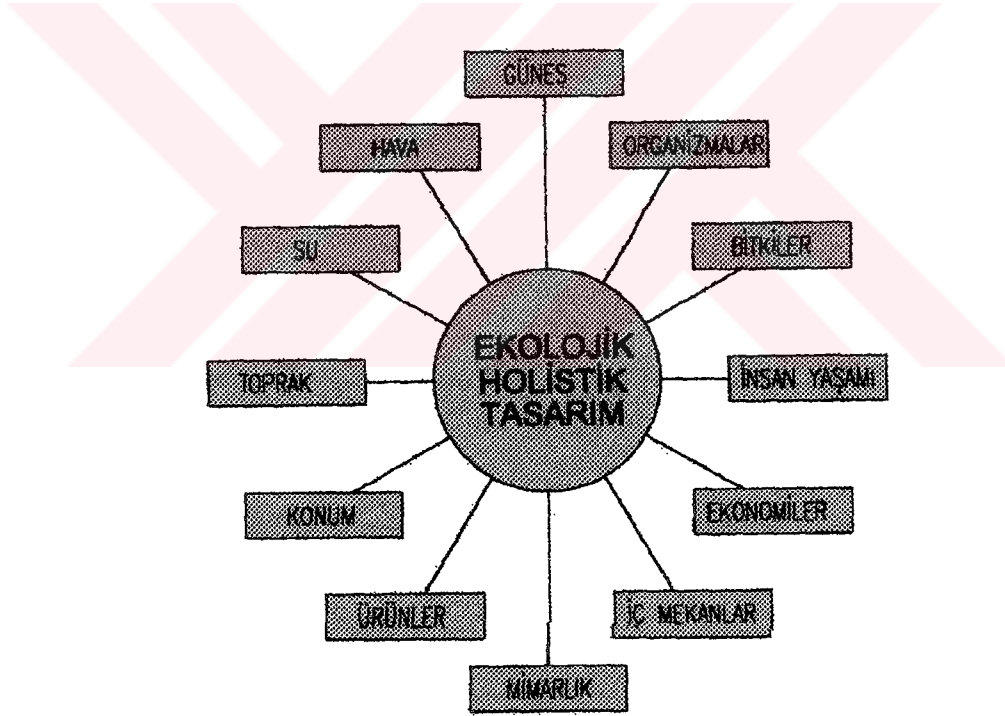 GÜNEŞ
HAVA
ORGANİZMALAR
SU
BİTKİLER
EKOLOJİK
HOLİSTİK
TASARIM
TOPRAK
İNSAN YAŞAMI
KONUM
EKONOMİLER
ÜRÜNLER
İÇ MEKANLAR
MİMARLIK